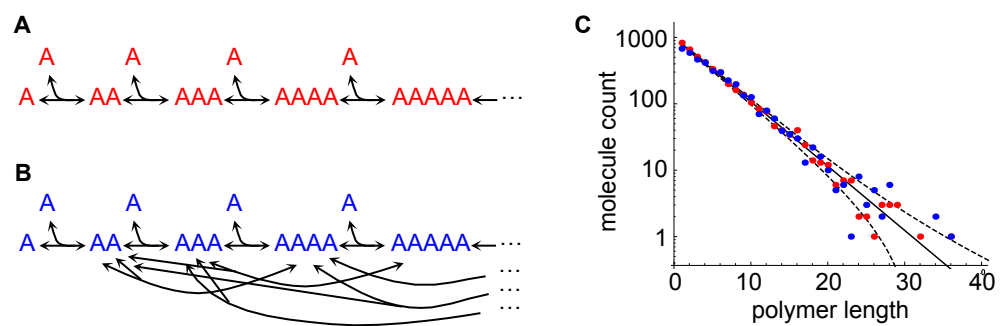 A
A A A A
A AA AAA AAAA AAAAA ...
B
A A A A
A AA AAA AAAA AAAAA ...
...
...
...
C
1000
100
10
1
molecule count
0 10 20 30 40
polymer length